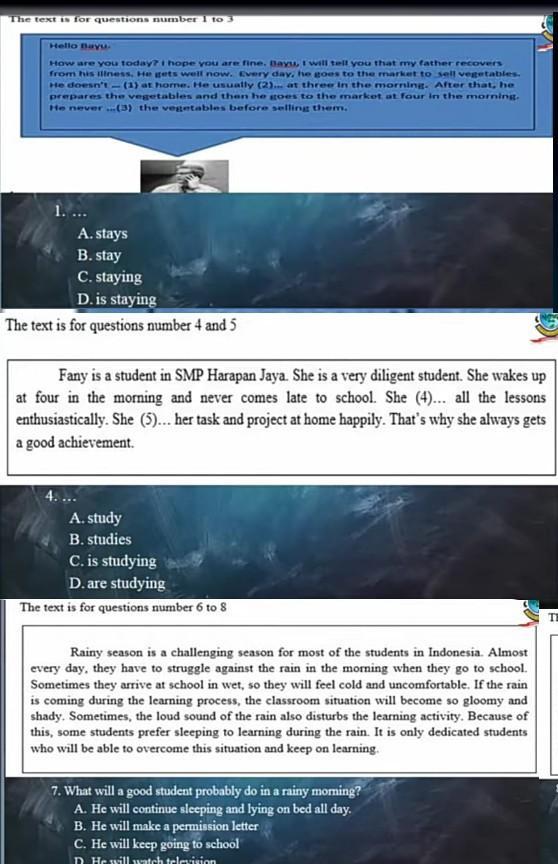 The text is for questions number 1 to 3
Hello Bayu,
How are you today? I hope you are fine. Bayu, I will tell you that my father recovers
from his illness. He gets well now. Every day, he goes to the market to sell vegetables.
He doesn't ... (1) at home. He usually (2)... at three in the morning. After that, he
prepares the vegetables and then he goes to the market at four in the morning.
He never ...(3) the vegetables before selling them.
1. ...
A. stays
B. stay
C. staying
D. is staying
The text is for questions number 4 and 5
Fany is a student in SMP Harapan Jaya. She is a very diligent student. She wakes up
at four in the morning and never comes late to school. She (4)... all the lessons
enthusiastically. She (5)... her task and project at home happily. That's why she always gets
a good achievement.
4. ...
A. study
B. studies
C. is studying
D. are studying
The text is for questions number 6 to 8
Rainy season is a challenging season for most of the students in Indonesia. Almost
every day, they have to struggle against the rain in the morning when they go to school.
Sometimes they arrive at school in wet, so they will feel cold and uncomfortable. If the rain
is coming during the learning process, the classroom situation will become so gloomy and
shady. Sometimes, the loud sound of the rain also disturbs the learning activity. Because of
this, some students prefer sleeping to learning during the rain. It is only dedicated students
who will be able to overcome this situation and keep on learning.
7. What will a good student probably do in a rainy morning?
A. He will continue sleeping and lying on bed all day.
B. He will make a permission letter
C. He will keep going to school
D. He will watch television